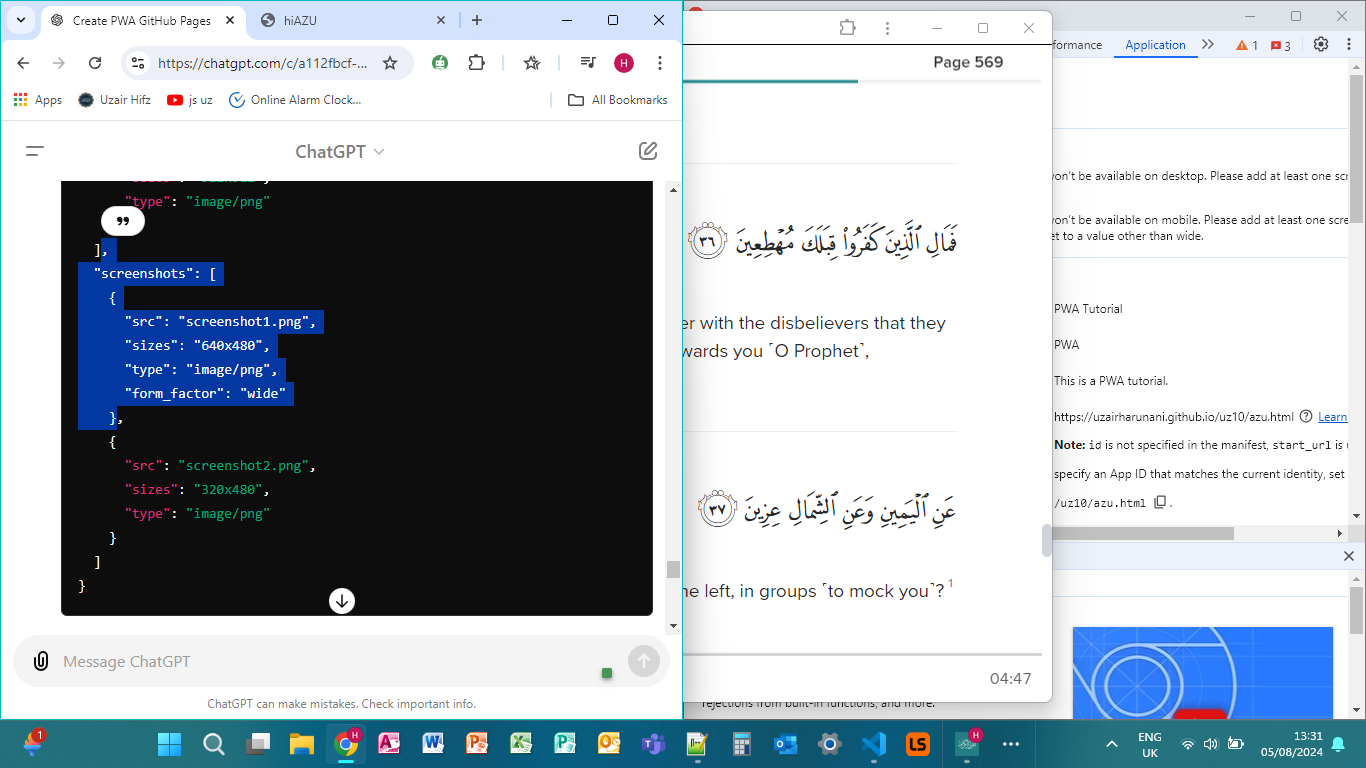 Create PWA GitHub Pages
hiAZU
https://chatgpt.com/c/a112fbcf-...
H
Apps
Uzair Hifz
js uz
Online Alarm Clock...
All Bookmarks
ChatGPT
"type": "image/png"
],
"screenshots": [
{
"src": "screenshot1.png",
"sizes": "640x480",
"type": "image/png",
"form_factor": "wide"
},
{
"src": "screenshot2.png",
"sizes": "320x480",
"type": "image/png"
}
]
}
Message ChatGPT
ChatGPT can make mistakes. Check important info.
Page 569
فَمَالِ ٱلَّذِينَ كَفَرُوا۟ قِبَلَكَ مُهْطِعِينَ ٣٦
er with the disbelievers that they
wards you ˹O Prophet˺,
عَنِ ٱلْيَمِينِ وَعَنِ ٱلشِّمَالِ عِزِينَ ٣٧
he left, in groups ˹to mock you˺? 1
04:47
rejections from built-in functions, and more.
formance
Application
1
3
won't be available on desktop. Please add at least one scr
won't be available on mobile. Please add at least one scre
et to a value other than wide.
PWA Tutorial
PWA
This is a PWA tutorial.
https://uzairharunani.github.io/uz10/azu.html
Learn
Note: id is not specified in the manifest, start_url is
specify an App ID that matches the current identity, set
/uz10/azu.html .
1
H
LS
H
ENG
UK
13:31
05/08/2024